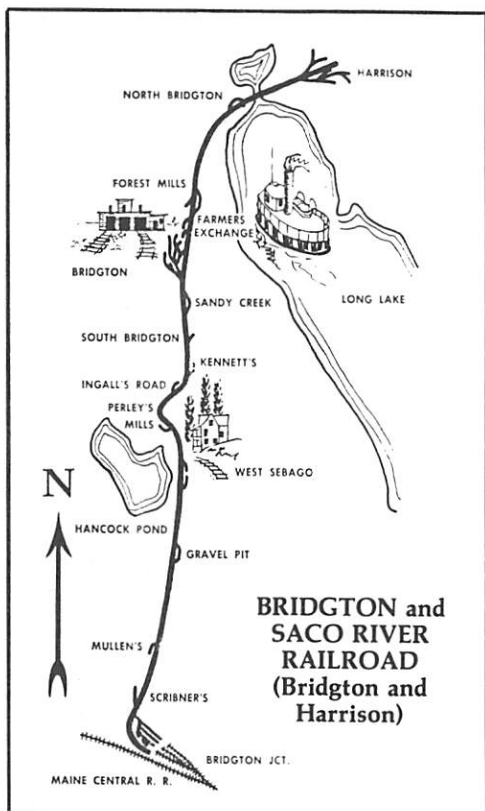 HARRISON
NORTH BRIDGTON
FOREST MILLS
FARMERS
EXCHANGE
BRIDGTON
SANDY CREEK
LONG LAKE
SOUTH BRIDGTON
KENNETT'S
INGALL'S ROAD
PERLEY'S
MILLS
WEST SEBAGO
N
HANCOCK POND
GRAVEL PIT
BRIDGTON and
SACO RIVER
RAILROAD
(Bridgton and
Harrison)
MULLEN'S
SCRIBNER'S
BRIDGTON JCT.
MAINE CENTRAL R. R.